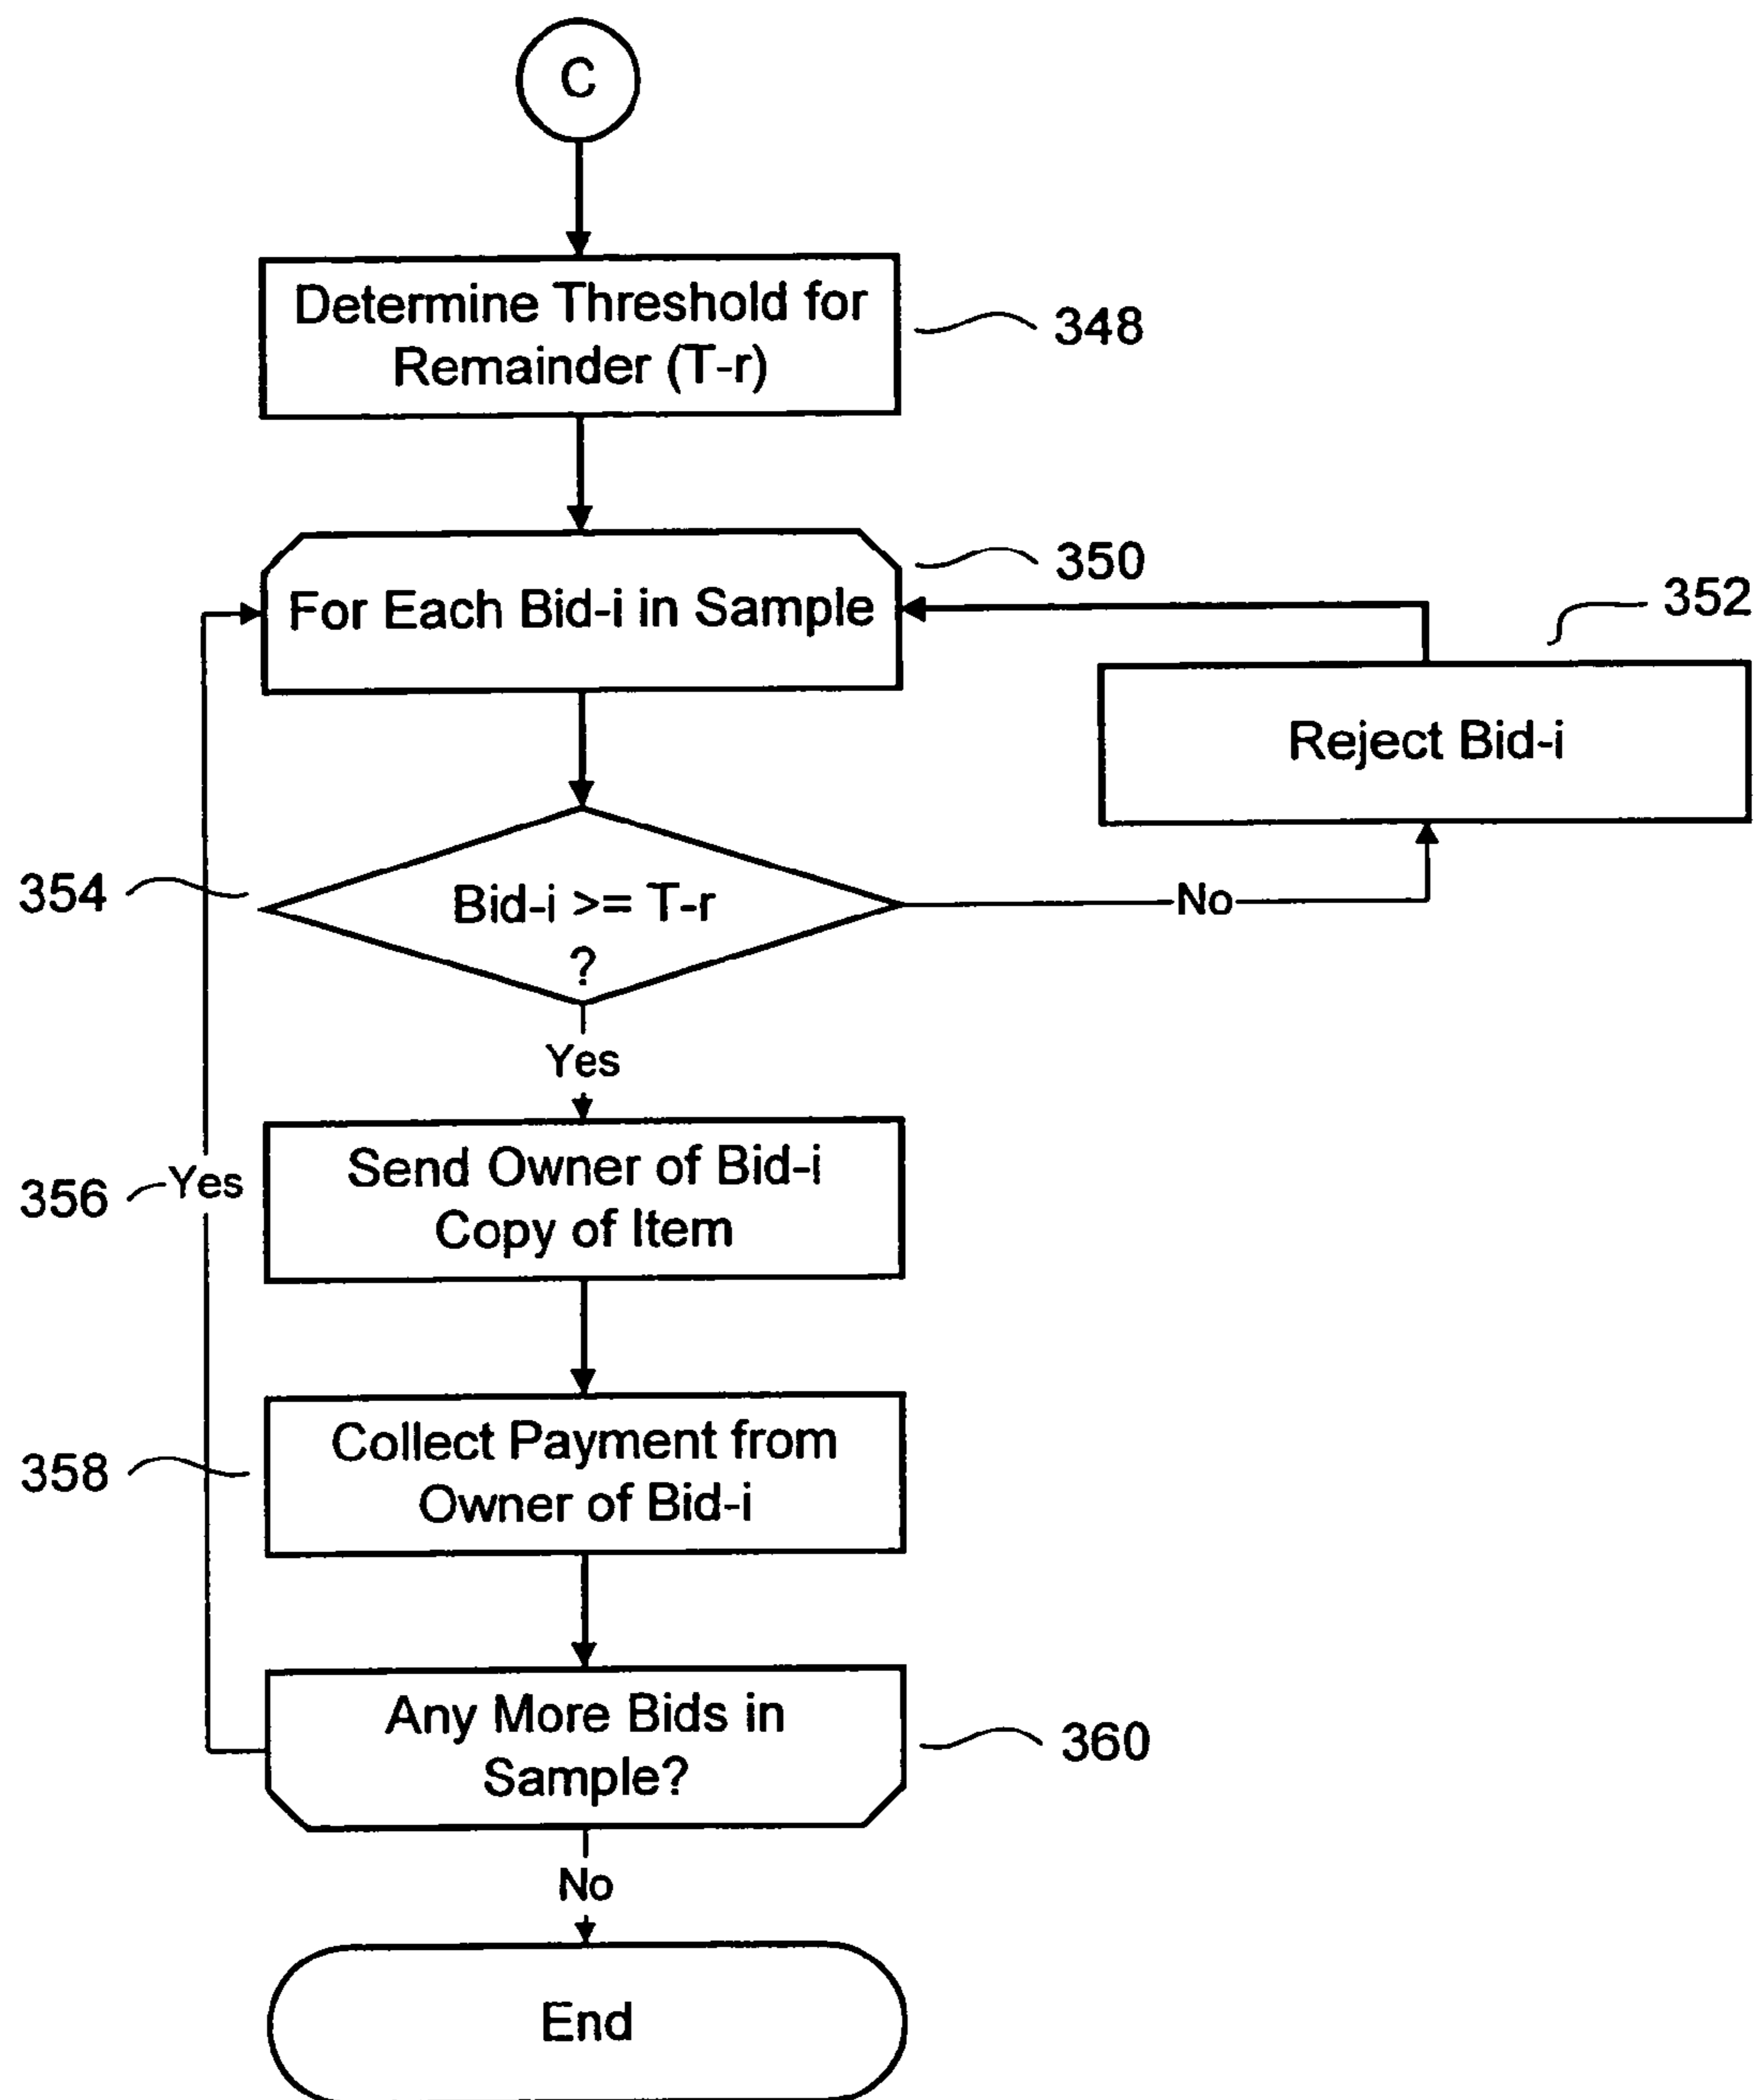 C
Determine Threshold for
Remainder (T-r)
348
For Each Bid-i in Sample
350
352
Reject Bid-i
354
Bid-i >= T-r
?
No
Yes
356
Yes
Send Owner of Bid-i
Copy of Item
358
Collect Payment from
Owner of Bid-i
Any More Bids in
Sample?
360
No
End